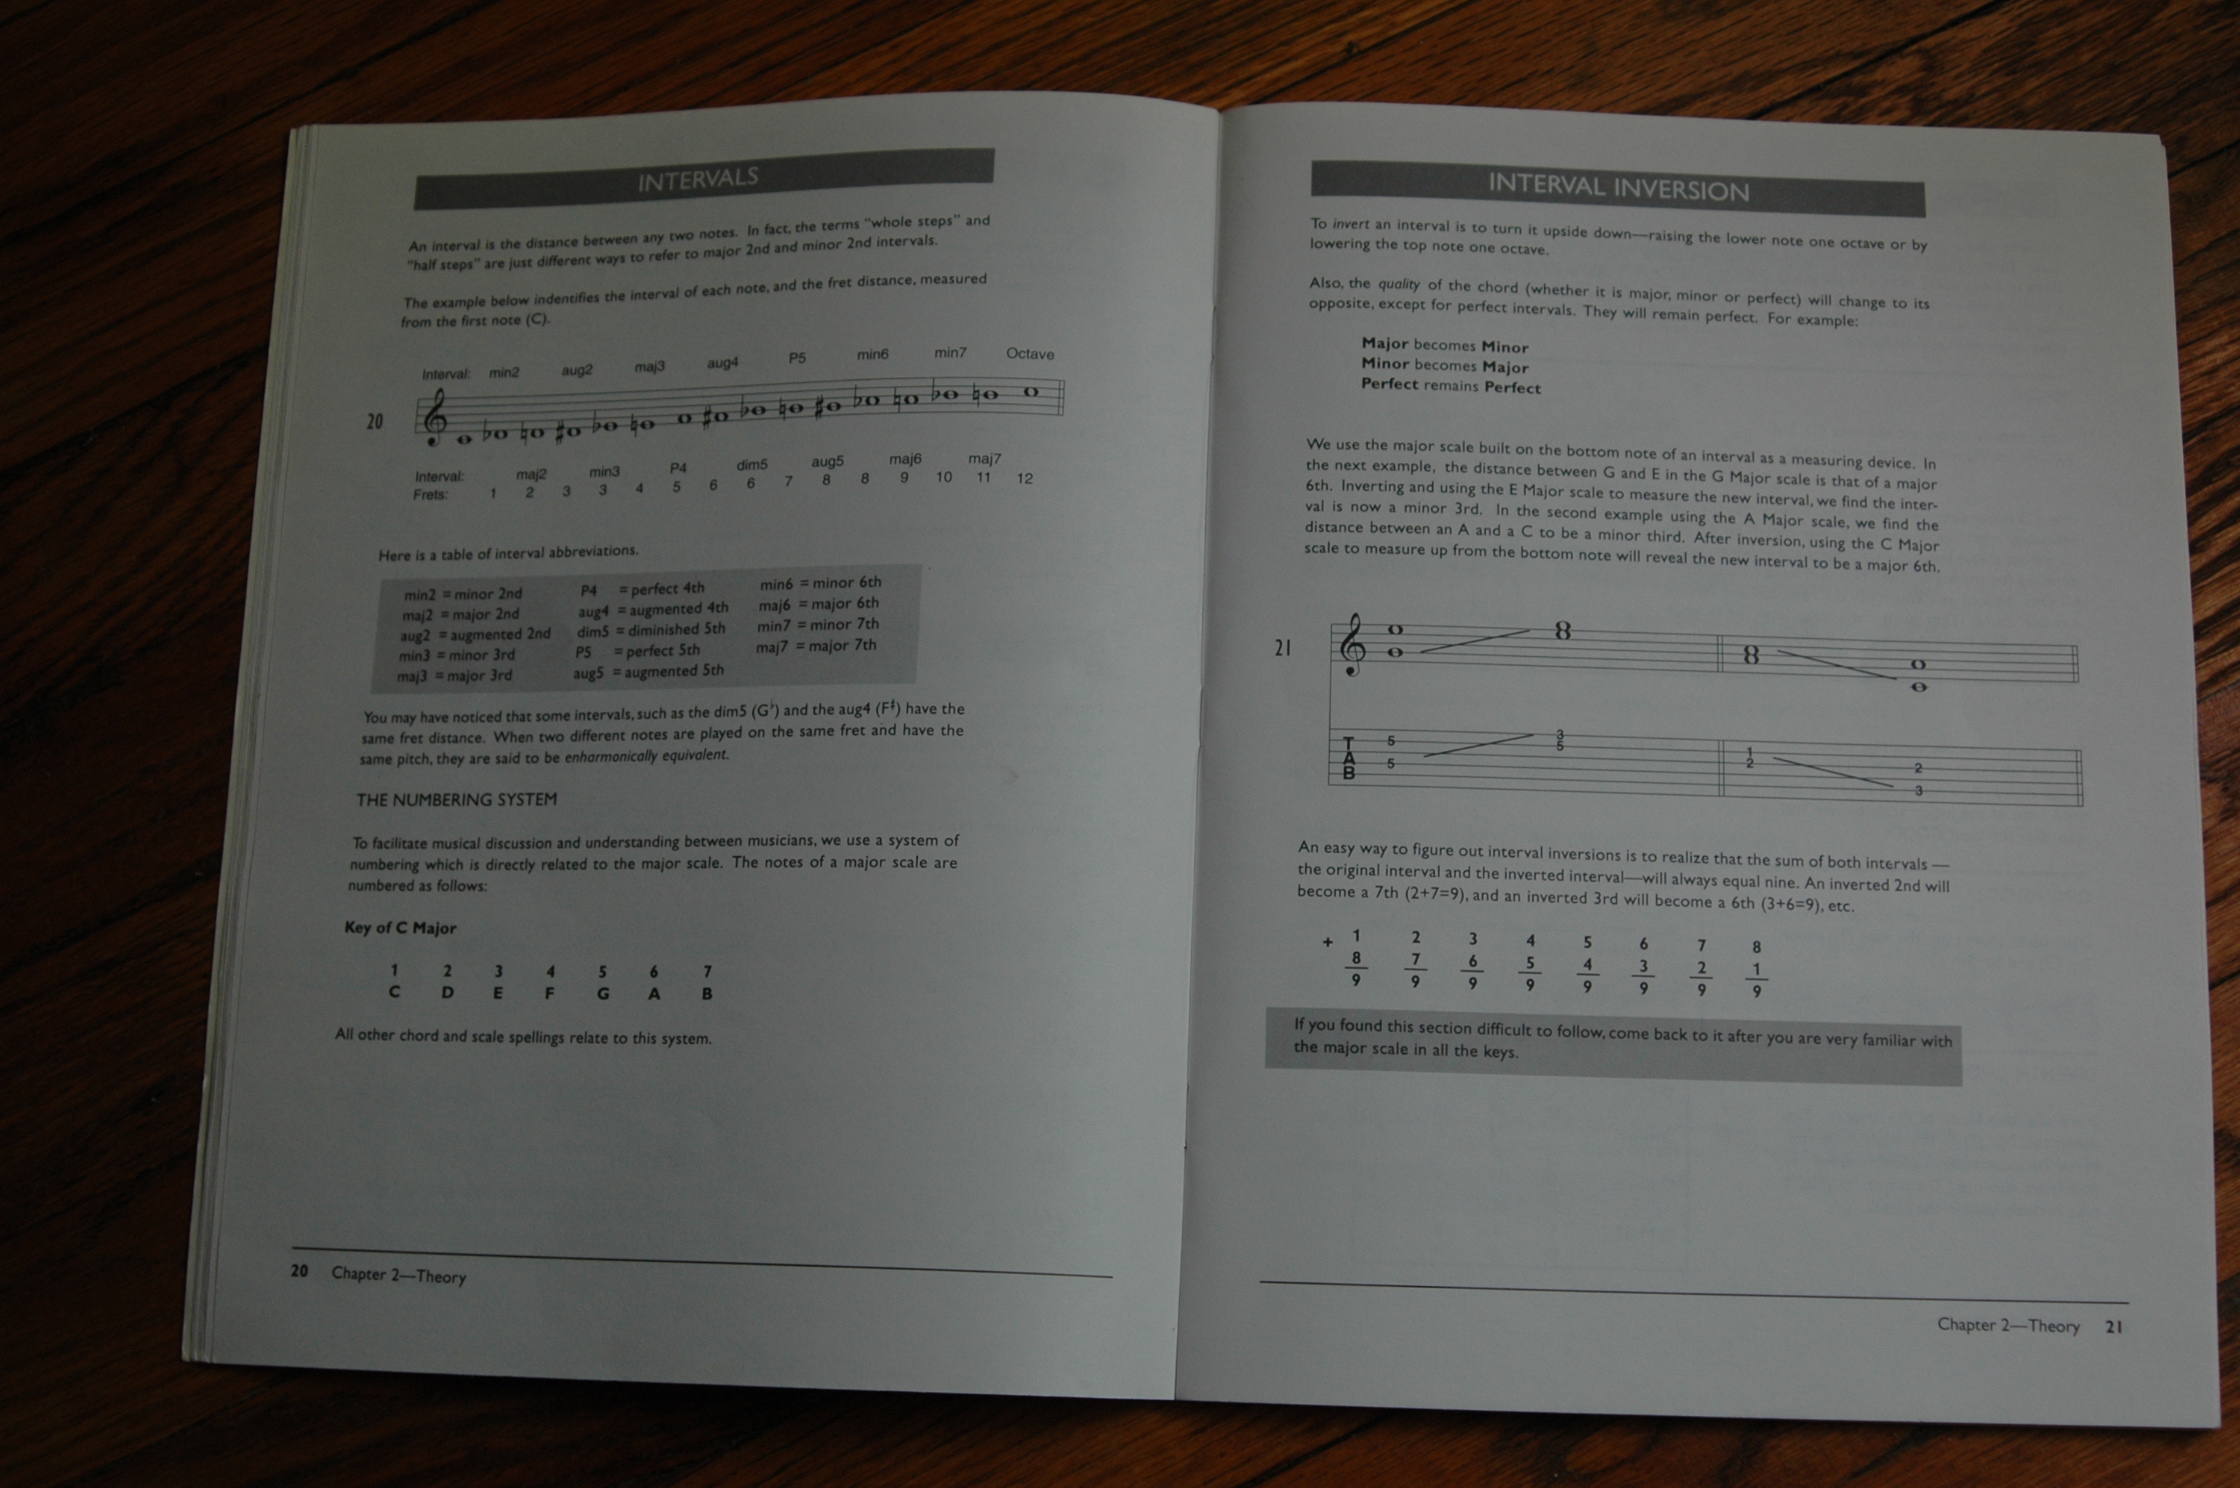 INTERVALS
An interval is the distance between any two notes. In fact, the terms "whole steps" and
"half steps" are just different ways to refer to major 2nd and minor 2nd intervals.
The example below indentifies the interval of each note, and the fret distance, measured
from the first note (C).
Interval: min2 aug2 maj3 aug4 P5 min6 min7 Octave
20
Interval: maj2 min3 P4 dim5 aug5 maj6 maj7
Frets: 1 2 3 3 4 5 6 6 7 8 8 9 10 11 12
Here is a table of interval abbreviations.
min2 = minor 2nd P4 = perfect 4th min6 = minor 6th
maj2 = major 2nd aug4 = augmented 4th maj6 = major 6th
aug2 = augmented 2nd dim5 = diminished 5th min7 = minor 7th
min3 = minor 3rd P5 = perfect 5th maj7 = major 7th
maj3 = major 3rd aug5 = augmented 5th
You may have noticed that some intervals, such as the dim5 (G♭) and the aug4 (F♯) have the
same fret distance. When two different notes are played on the same fret and have the
same pitch, they are said to be enharmonically equivalent.
THE NUMBERING SYSTEM
To facilitate musical discussion and understanding between musicians, we use a system of
numbering which is directly related to the major scale. The notes of a major scale are
numbered as follows:
Key of C Major
1 2 3 4 5 6 7
C D E F G A B
All other chord and scale spellings relate to this system.
20 Chapter 2—Theory
INTERVAL INVERSION
To invert an interval is to turn it upside down—raising the lower note one octave or by
lowering the top note one octave.
Also, the quality of the chord (whether it is major, minor or perfect) will change to its
opposite, except for perfect intervals. They will remain perfect. For example:
Major becomes Minor
Minor becomes Major
Perfect remains Perfect
We use the major scale built on the bottom note of an interval as a measuring device. In
the next example, the distance between G and E in the G Major scale is that of a major
6th. Inverting and using the E Major scale to measure the new interval, we find the inter-
val is now a minor 3rd. In the second example using the A Major scale, we find the
distance between an A and a C to be a minor third. After inversion, using the C Major
scale to measure up from the bottom note will reveal the new interval to be a major 6th.
21
T 5 3 1 2
A 5 5 2 3
B
An easy way to figure out interval inversions is to realize that the sum of both intervals —
the original interval and the inverted interval—will always equal nine. An inverted 2nd will
become a 7th (2+7=9), and an inverted 3rd will become a 6th (3+6=9), etc.
+ 1 2 3 4 5 6 7 8
8 7 6 5 4 3 2 1
9 9 9 9 9 9 9 9
If you found this section difficult to follow, come back to it after you are very familiar with
the major scale in all the keys.
Chapter 2—Theory 21